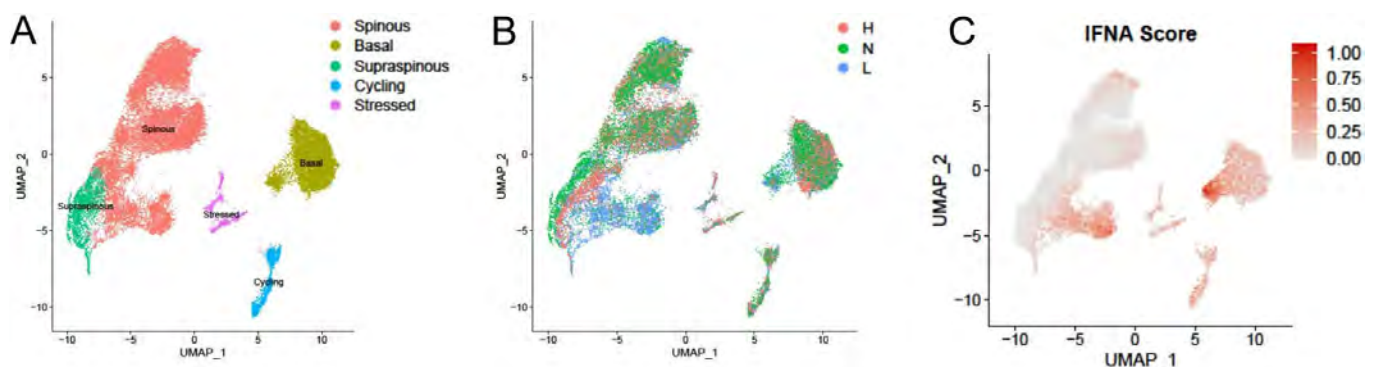 A
Spinous
Basal
Supraspinous
Cycling
Stressed
5
0
−5
−10
UMAP_2
Spinous
Basal
Supraspinous
Stressed
Cycling
−10
−5
0
5
10
UMAP_1
B
H
N
L
5
0
−5
−10
UMAP_2
−10
−5
0
5
10
UMAP_1
C
IFNA Score
1.00
0.75
0.50
0.25
0.00
5
0
−5
−10
UMAP_2
−10
−5
0
5
10
UMAP_1